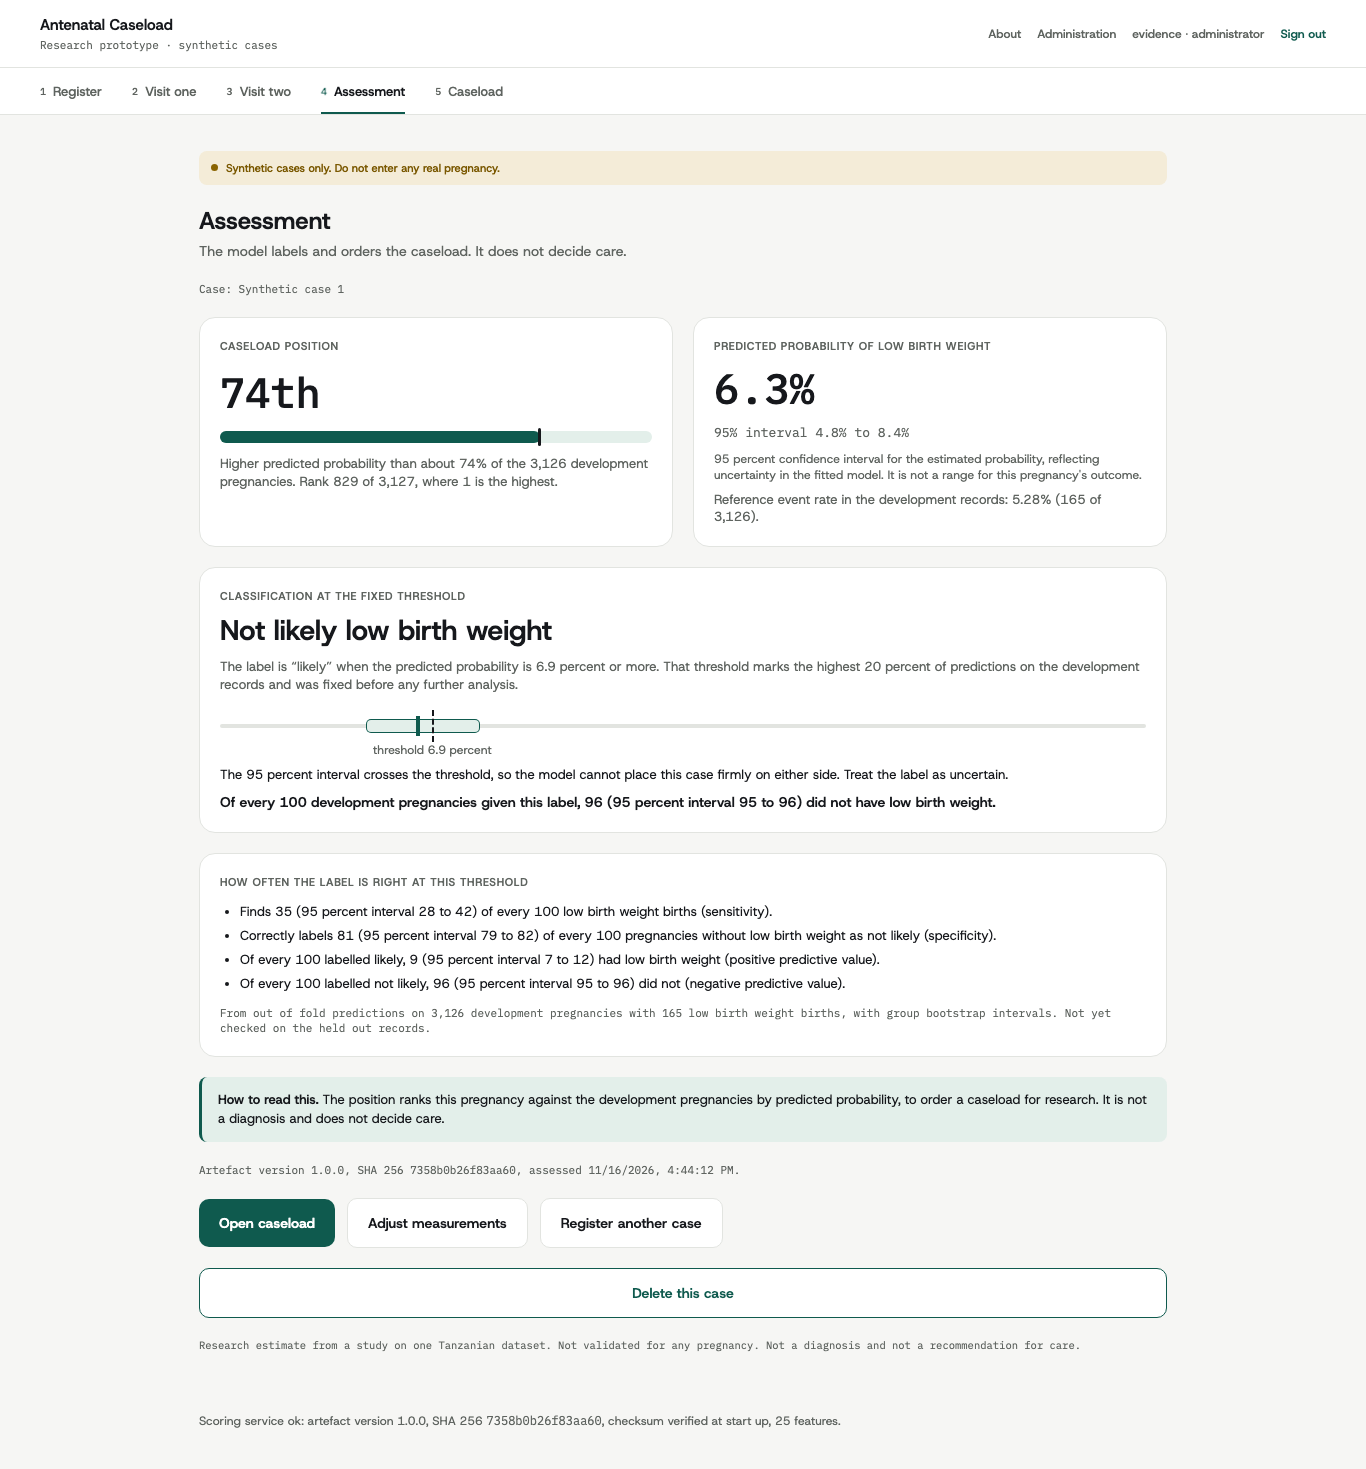 Antenatal Caseload
Research prototype · synthetic cases
About Administration evidence · administrator Sign out
1 Register 2 Visit one 3 Visit two 4 Assessment 5 Caseload
Synthetic cases only. Do not enter any real pregnancy.
Assessment
The model labels and orders the caseload. It does not decide care.
Case: Synthetic case 1
CASELOAD POSITION
74th
Higher predicted probability than about 74% of the 3,126 development
pregnancies. Rank 829 of 3,127, where 1 is the highest.
PREDICTED PROBABILITY OF LOW BIRTH WEIGHT
6.3%
95% interval 4.8% to 8.4%
95 percent confidence interval for the estimated probability, reflecting
uncertainty in the fitted model. It is not a range for this pregnancy's outcome.
Reference event rate in the development records: 5.28% (165 of
3,126).
CLASSIFICATION AT THE FIXED THRESHOLD
Not likely low birth weight
The label is “likely” when the predicted probability is 6.9 percent or more. That threshold marks the highest 20 percent of predictions on the development
records and was fixed before any further analysis.
threshold 6.9 percent
The 95 percent interval crosses the threshold, so the model cannot place this case firmly on either side. Treat the label as uncertain.
Of every 100 development pregnancies given this label, 96 (95 percent interval 95 to 96) did not have low birth weight.
HOW OFTEN THE LABEL IS RIGHT AT THIS THRESHOLD
• Finds 35 (95 percent interval 28 to 42) of every 100 low birth weight births (sensitivity).
• Correctly labels 81 (95 percent interval 79 to 82) of every 100 pregnancies without low birth weight as not likely (specificity).
• Of every 100 labelled likely, 9 (95 percent interval 7 to 12) had low birth weight (positive predictive value).
• Of every 100 labelled not likely, 96 (95 percent interval 95 to 96) did not (negative predictive value).
From out of fold predictions on 3,126 development pregnancies with 165 low birth weight births, with group bootstrap intervals. Not yet
checked on the held out records.
How to read this. The position ranks this pregnancy against the development pregnancies by predicted probability, to order a caseload for research. It is not
a diagnosis and does not decide care.
Artefact version 1.0.0, SHA 256 7358b0b26f83aa60, assessed 11/16/2026, 4:44:12 PM.
Open caseload Adjust measurements Register another case
Delete this case
Research estimate from a study on one Tanzanian dataset. Not validated for any pregnancy. Not a diagnosis and not a recommendation for care.
Scoring service ok: artefact version 1.0.0, SHA 256 7358b0b26f83aa60, checksum verified at start up, 25 features.